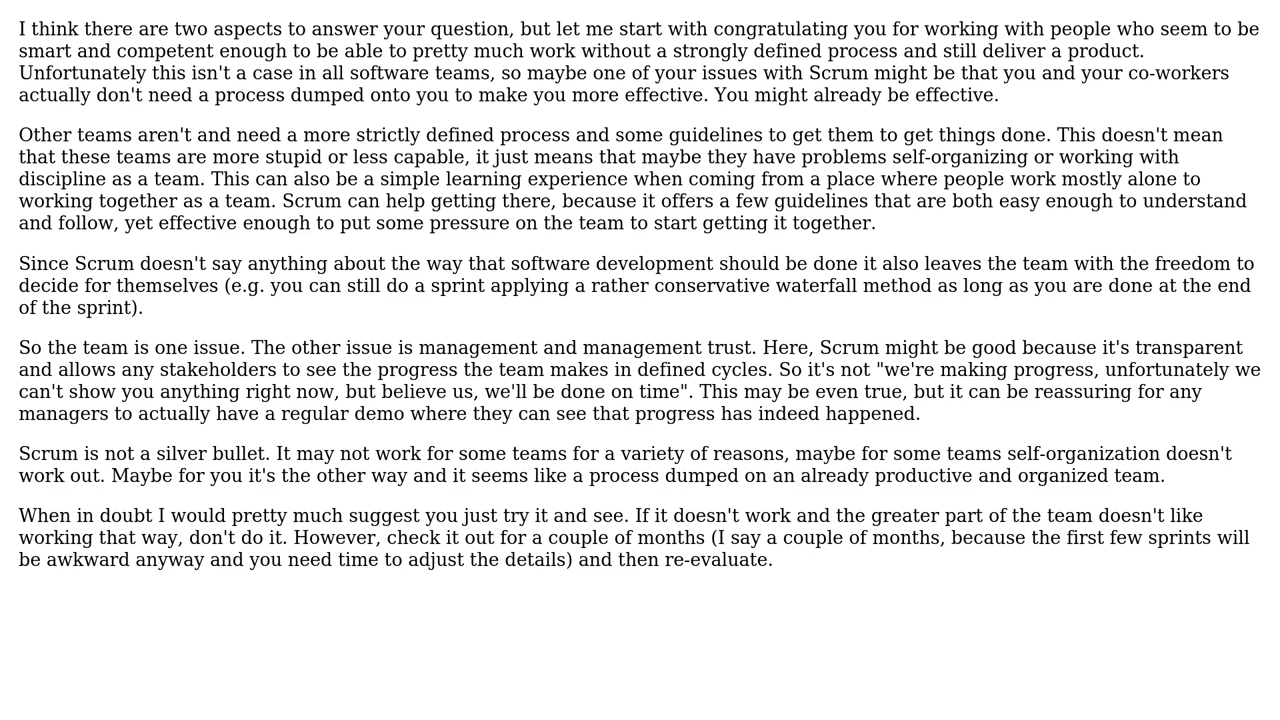 I think there are two aspects to answer your question, but let me start with congratulating you for working with people who seem to be
smart and competent enough to be able to pretty much work without a strongly defined process and still deliver a product.
Unfortunately this isn't a case in all software teams, so maybe one of your issues with Scrum might be that you and your co-workers
actually don't need a process dumped onto you to make you more effective. You might already be effective.
Other teams aren't and need a more strictly defined process and some guidelines to get them to get things done. This doesn't mean
that these teams are more stupid or less capable, it just means that maybe they have problems self-organizing or working with
discipline as a team. This can also be a simple learning experience when coming from a place where people work mostly alone to
working together as a team. Scrum can help getting there, because it offers a few guidelines that are both easy enough to understand
and follow, yet effective enough to put some pressure on the team to start getting it together.
Since Scrum doesn't say anything about the way that software development should be done it also leaves the team with the freedom to
decide for themselves (e.g. you can still do a sprint applying a rather conservative waterfall method as long as you are done at the end
of the sprint).
So the team is one issue. The other issue is management and management trust. Here, Scrum might be good because it's transparent
and allows any stakeholders to see the progress the team makes in defined cycles. So it's not "we're making progress, unfortunately we
can't show you anything right now, but believe us, we'll be done on time". This may be even true, but it can be reassuring for any
managers to actually have a regular demo where they can see that progress has indeed happened.
Scrum is not a silver bullet. It may not work for some teams for a variety of reasons, maybe for some teams self-organization doesn't
work out. Maybe for you it's the other way and it seems like a process dumped on an already productive and organized team.
When in doubt I would pretty much suggest you just try it and see. If it doesn't work and the greater part of the team doesn't like
working that way, don't do it. However, check it out for a couple of months (I say a couple of months, because the first few sprints will
be awkward anyway and you need time to adjust the details) and then re-evaluate.